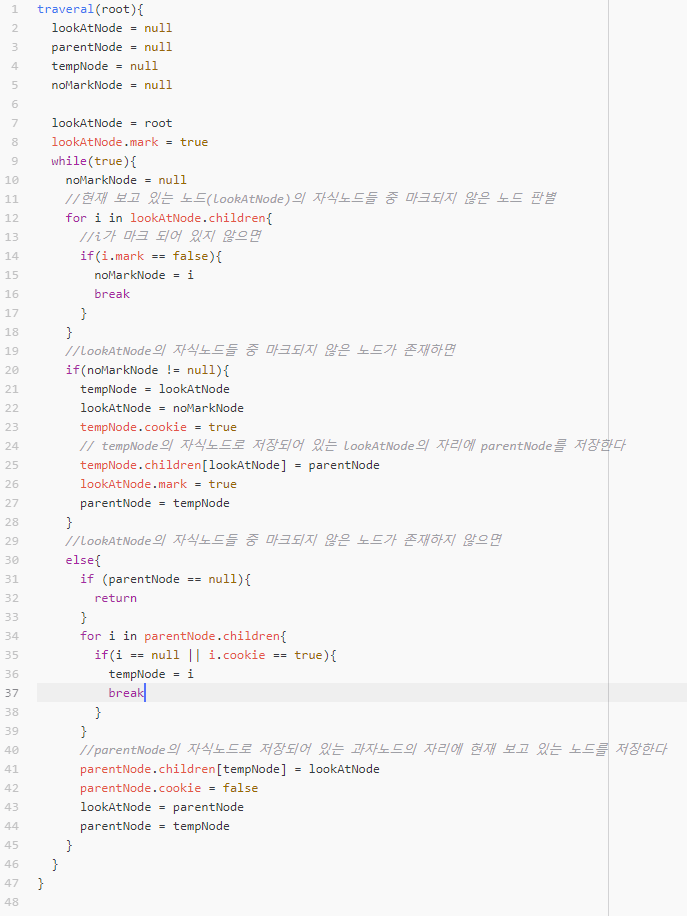 1 traveral(root){
2 lookAtNode = null
3 parentNode = null
4 tempNode = null
5 noMarkNode = null
6
7 lookAtNode = root
8 lookAtNode.mark = true
9 while(true){
10 noMarkNode = null
11 //현재 보고 있는 노드(lookAtNode)의 자식노드들 중 마크되지 않은 노드 판별
12 for i in lookAtNode.children{
13 //i가 마크 되어 있지 않으면
14 if(i.mark == false){
15 noMarkNode = i
16 break
17 }
18 }
19 //lookAtNode의 자식노드들 중 마크되지 않은 노드가 존재하면
20 if(noMarkNode != null){
21 tempNode = lookAtNode
22 lookAtNode = noMarkNode
23 tempNode.cookie = true
24 // tempNode의 자식노드로 저장되어 있는 lookAtNode의 자리에 parentNode를 저장한다
25 tempNode.children[lookAtNode] = parentNode
26 lookAtNode.mark = true
27 parentNode = tempNode
28 }
29 //lookAtNode의 자식노드들 중 마크되지 않은 노드가 존재하지 않으면
30 else{
31 if (parentNode == null){
32 return
33 }
34 for i in parentNode.children{
35 if(i == null || i.cookie == true){
36 tempNode = i
37 break
38 }
39 }
40 //parentNode의 자식노드로 저장되어 있는 과자노드의 자리에 현재 보고 있는 노드를 저장한다
41 parentNode.children[tempNode] = lookAtNode
42 parentNode.cookie = false
43 lookAtNode = parentNode
44 parentNode = tempNode
45 }
46 }
47 }
48